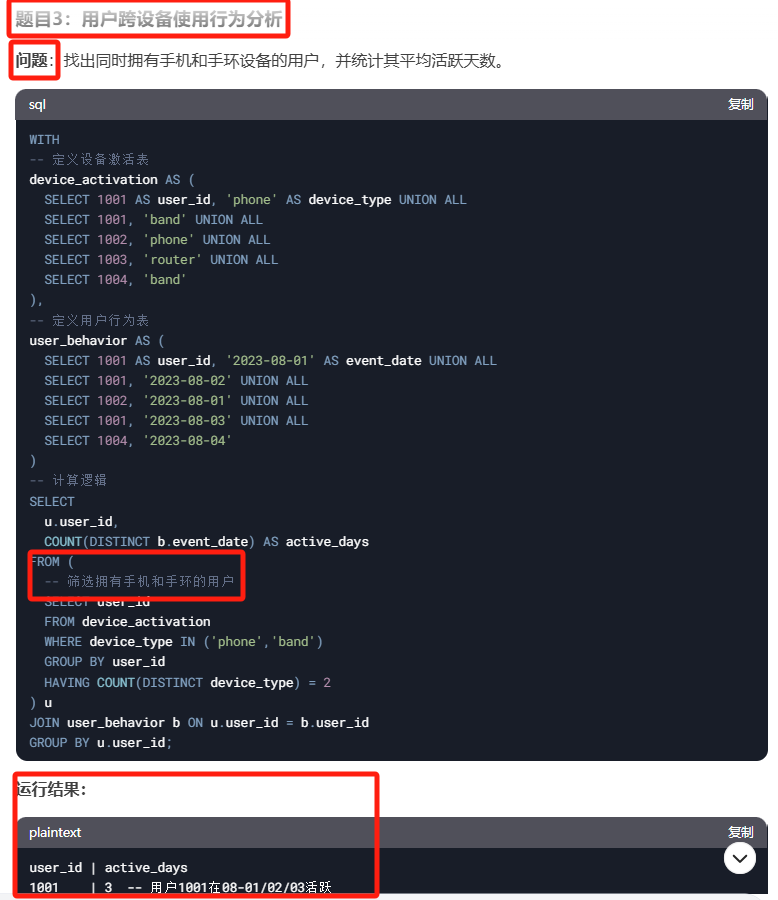 题目3：用户跨设备使用行为分析
问题：找出同时拥有手机和手环设备的用户，并统计其平均活跃天数。
sql 复制
WITH
-- 定义设备激活表
device_activation AS (
  SELECT 1001 AS user_id, 'phone' AS device_type UNION ALL
  SELECT 1001, 'band' UNION ALL
  SELECT 1002, 'phone' UNION ALL
  SELECT 1003, 'router' UNION ALL
  SELECT 1004, 'band'
),
-- 定义用户行为表
user_behavior AS (
  SELECT 1001 AS user_id, '2023-08-01' AS event_date UNION ALL
  SELECT 1001, '2023-08-02' UNION ALL
  SELECT 1002, '2023-08-01' UNION ALL
  SELECT 1001, '2023-08-03' UNION ALL
  SELECT 1004, '2023-08-04'
)
-- 计算逻辑
SELECT
  u.user_id,
  COUNT(DISTINCT b.event_date) AS active_days
FROM (
  -- 筛选拥有手机和手环的用户
  SELECT user_id
  FROM device_activation
  WHERE device_type IN ('phone','band')
  GROUP BY user_id
  HAVING COUNT(DISTINCT device_type) = 2
) u
JOIN user_behavior b ON u.user_id = b.user_id
GROUP BY u.user_id;
运行结果：
plaintext 复制
user_id | active_days
1001    | 3  -- 用户1001在08-01/02/03活跃